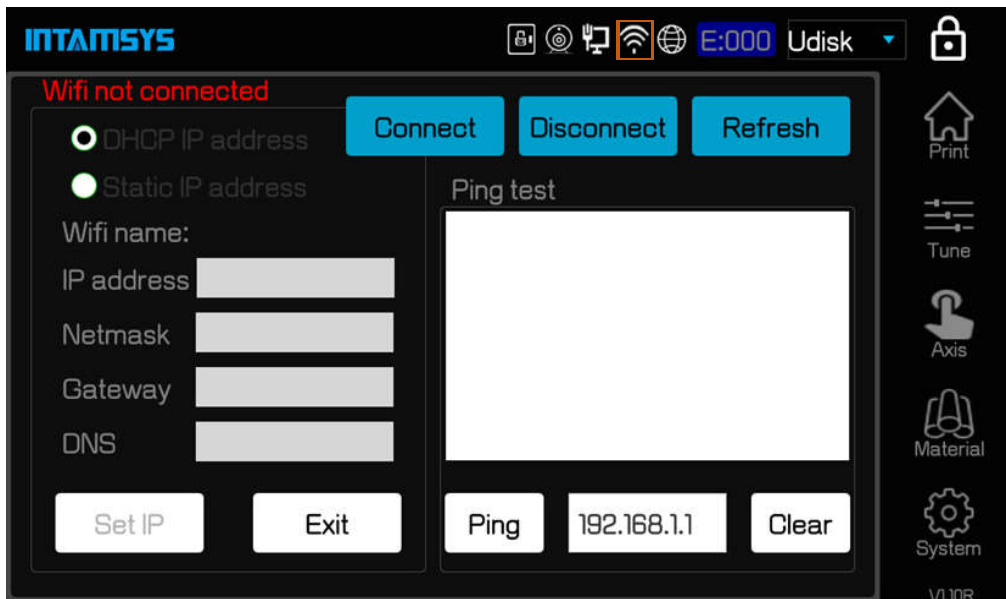 INTAMSYS
E:000 Udisk
Wifi not connected
Connect Disconnect Refresh
DHCP IP address
Static IP address
Ping test
Wifi name:
IP address
Netmask
Gateway
DNS
Set IP Exit Ping 192.168.1.1 Clear
Print
Tune
Axis
Material
System
V1.10R